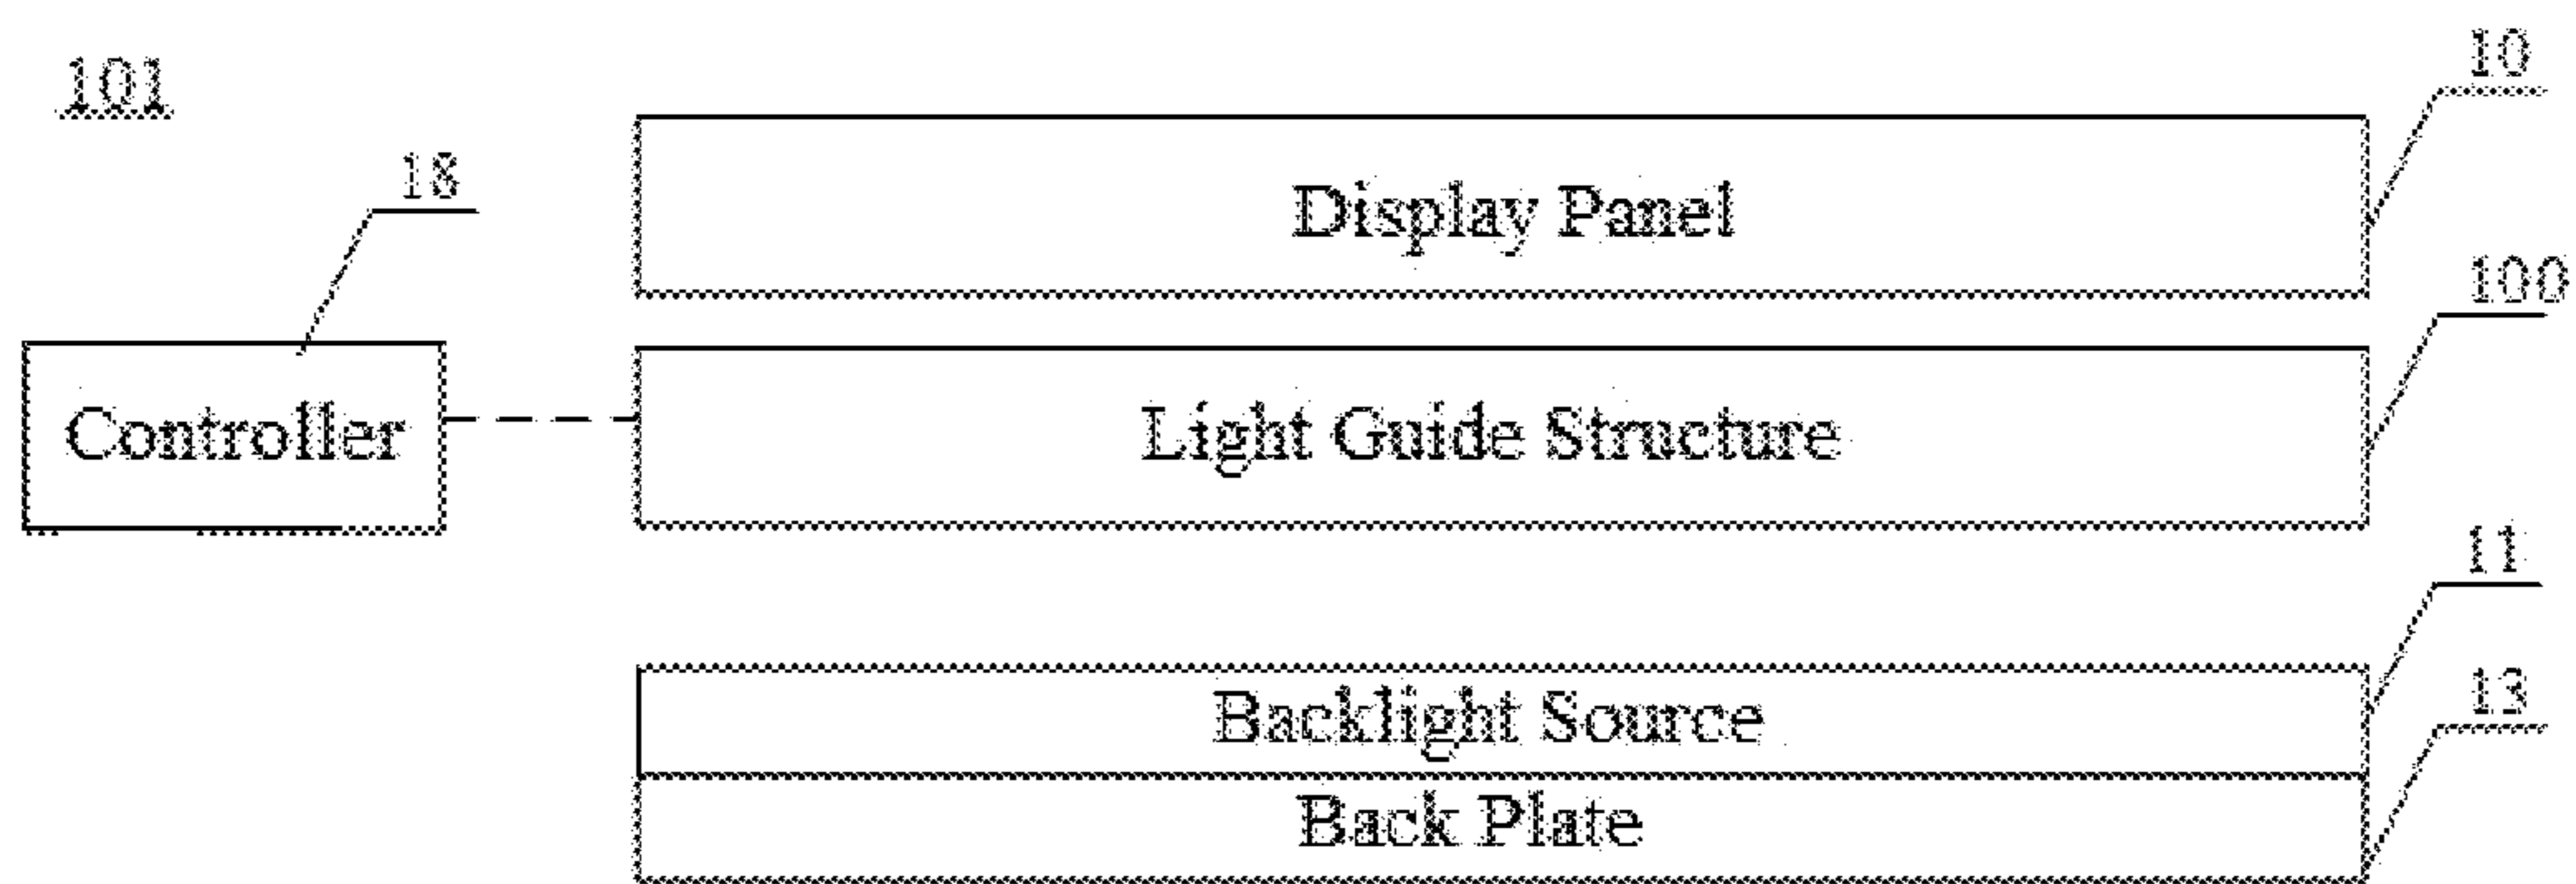 101
10
18
Display Panel
100
Controller
Light Guide Structure
11
Backlight Source
13
Back Plate